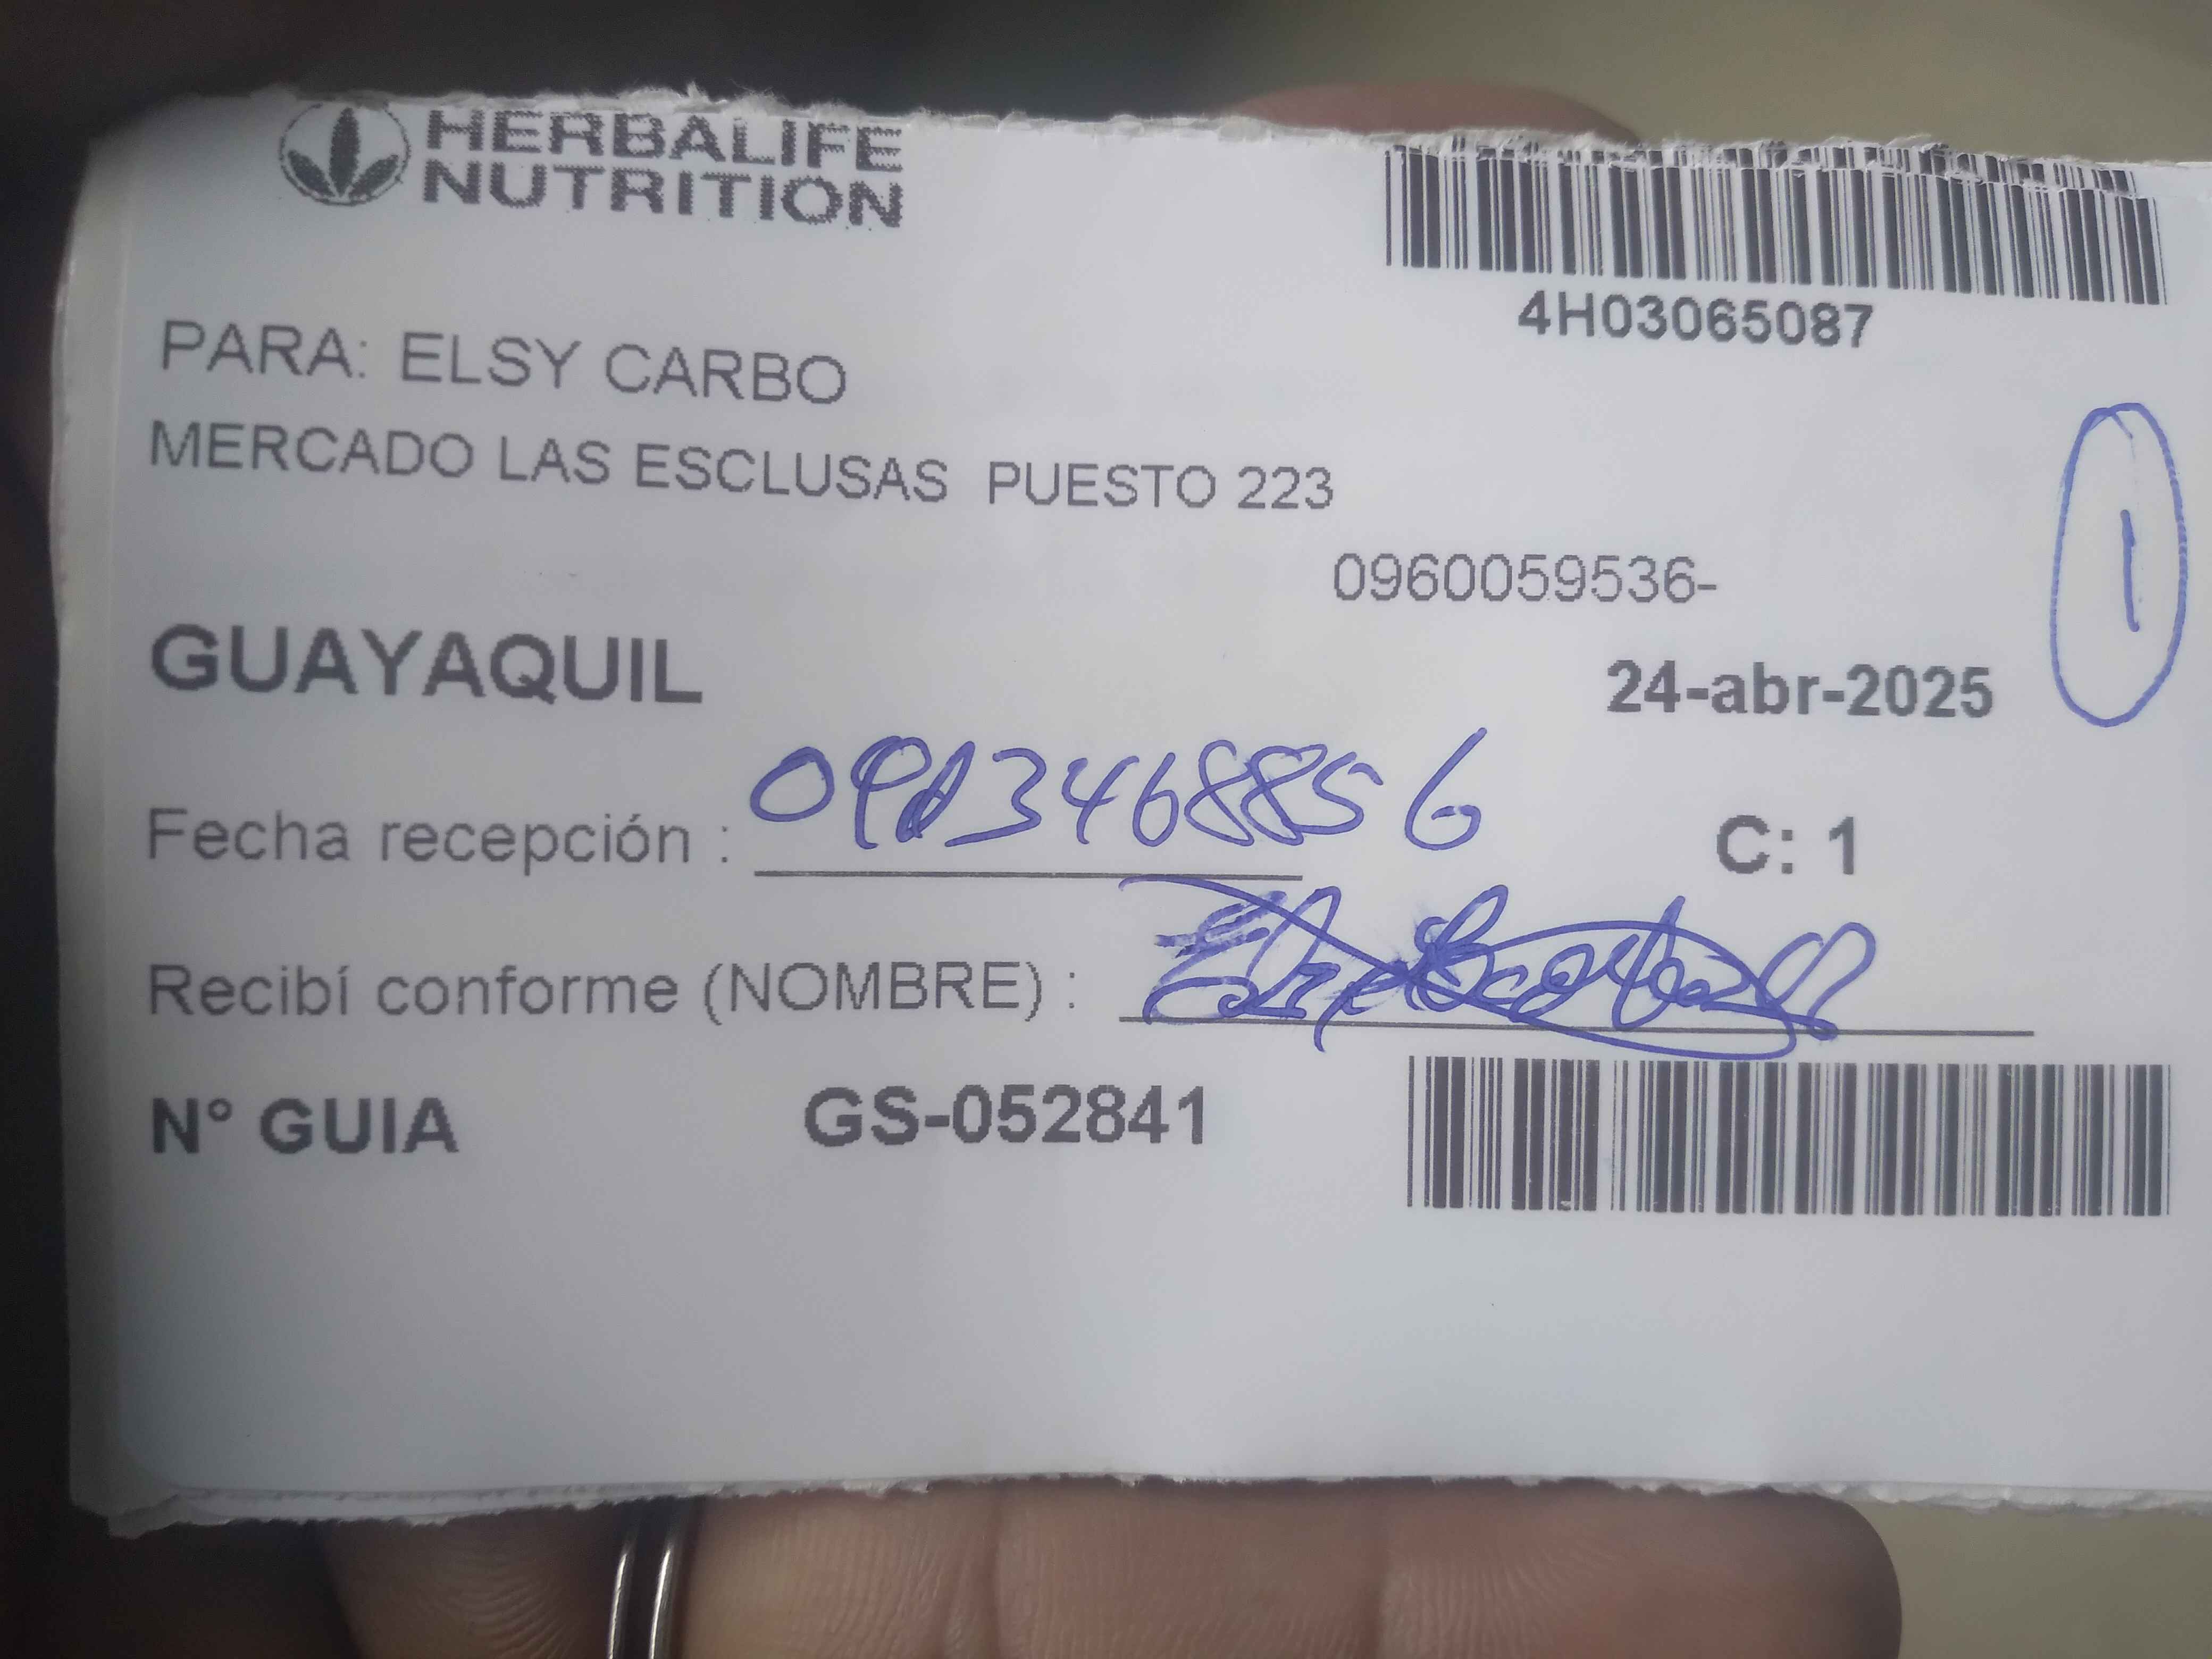 HERBALIFE
NUTRITION
4H03065087
PARA: ELSY CARBO
MERCADO LAS ESCLUSAS PUESTO 223
0960059536-
1
GUAYAQUIL
24-abr-2025
Fecha recepción :
C: 1
Recibí conforme (NOMBRE) :
N° GUIA GS-052841